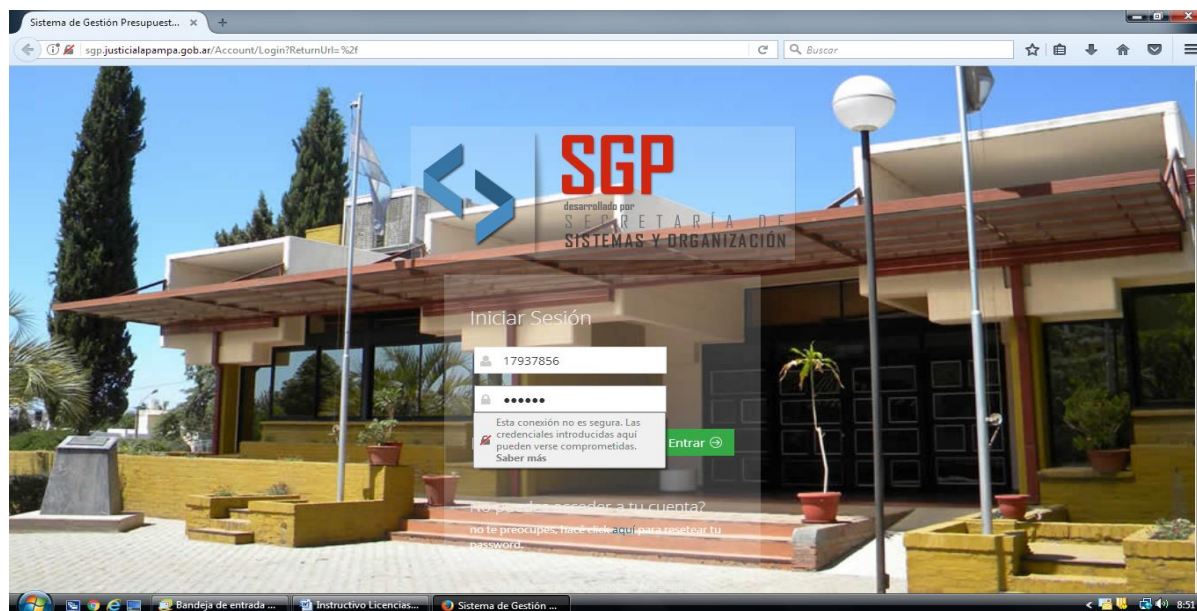 Sistema de Gestión Presupuest...
sgp.justicialapampa.gob.ar/Account/Login?ReturnUrl=%2f
Buscar
SGP
desarrollado por
SECRETARÍA DE
SISTEMAS Y ORGANIZACIÓN
Iniciar Sesión
17937856
••••••
Esta conexión no es segura. Las
credenciales introducidas aquí
pueden verse comprometidas.
Saber más
Entrar
No puedes acceder a tu cuenta?
no te preocupes, hacé click aquí para resetear tu
password.
Bandeja de entrada ...
Instructivo Licencias...
Sistema de Gestión ...
8:51